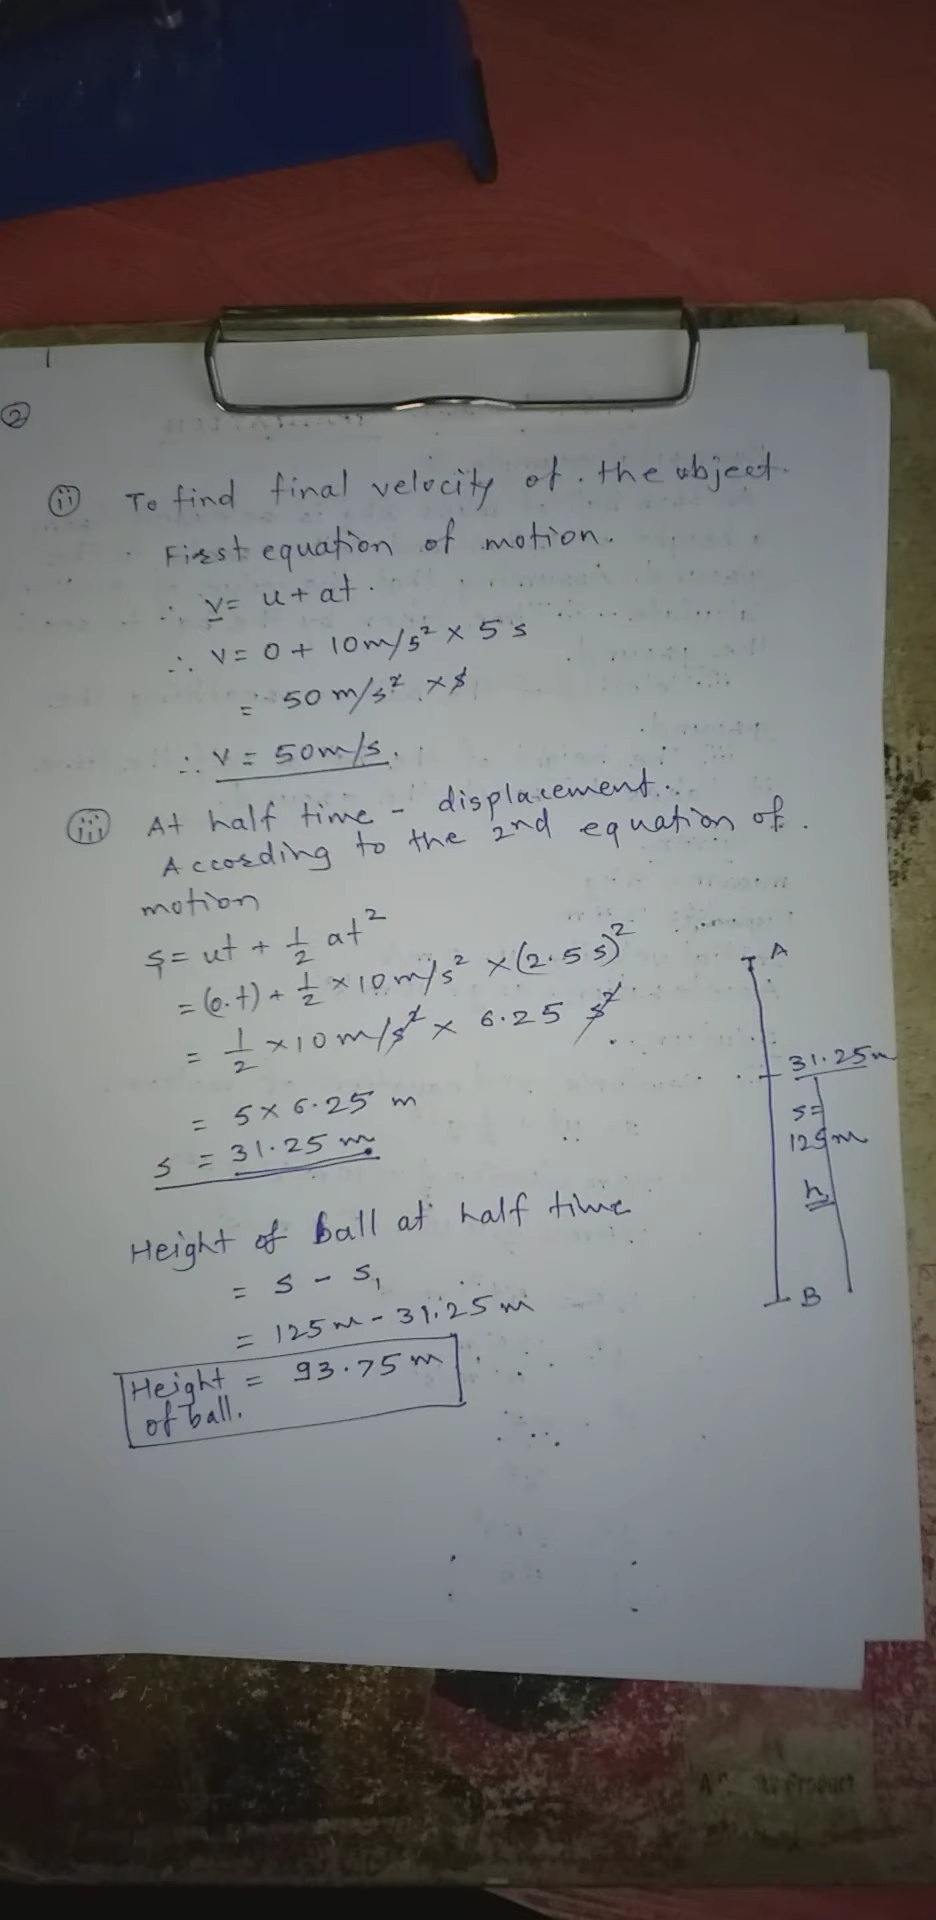 ②
ⅱ To find final velocity of the object.
First equation of motion.
∴ v = u + at.
∴ v = 0 + 10 m/s² × 5 s
= 50 m/s² × s
∴ v = 50 m/s.
ⅲ At half time - displacement.
According to the 2nd equation of
motion
s = ut + 1/2 at²
= (0.t) + 1/2 × 10 m/s² × (2.5 s)²
= 1/2 × 10 m/s² × 6.25 s²
= 5 × 6.25 m
s = 31.25 m
Height of ball at half time
= s - s₁
= 125 m - 31.25 m
Height = 93.75 m
of ball.
A
31.25 m
s =
125 m
h
B